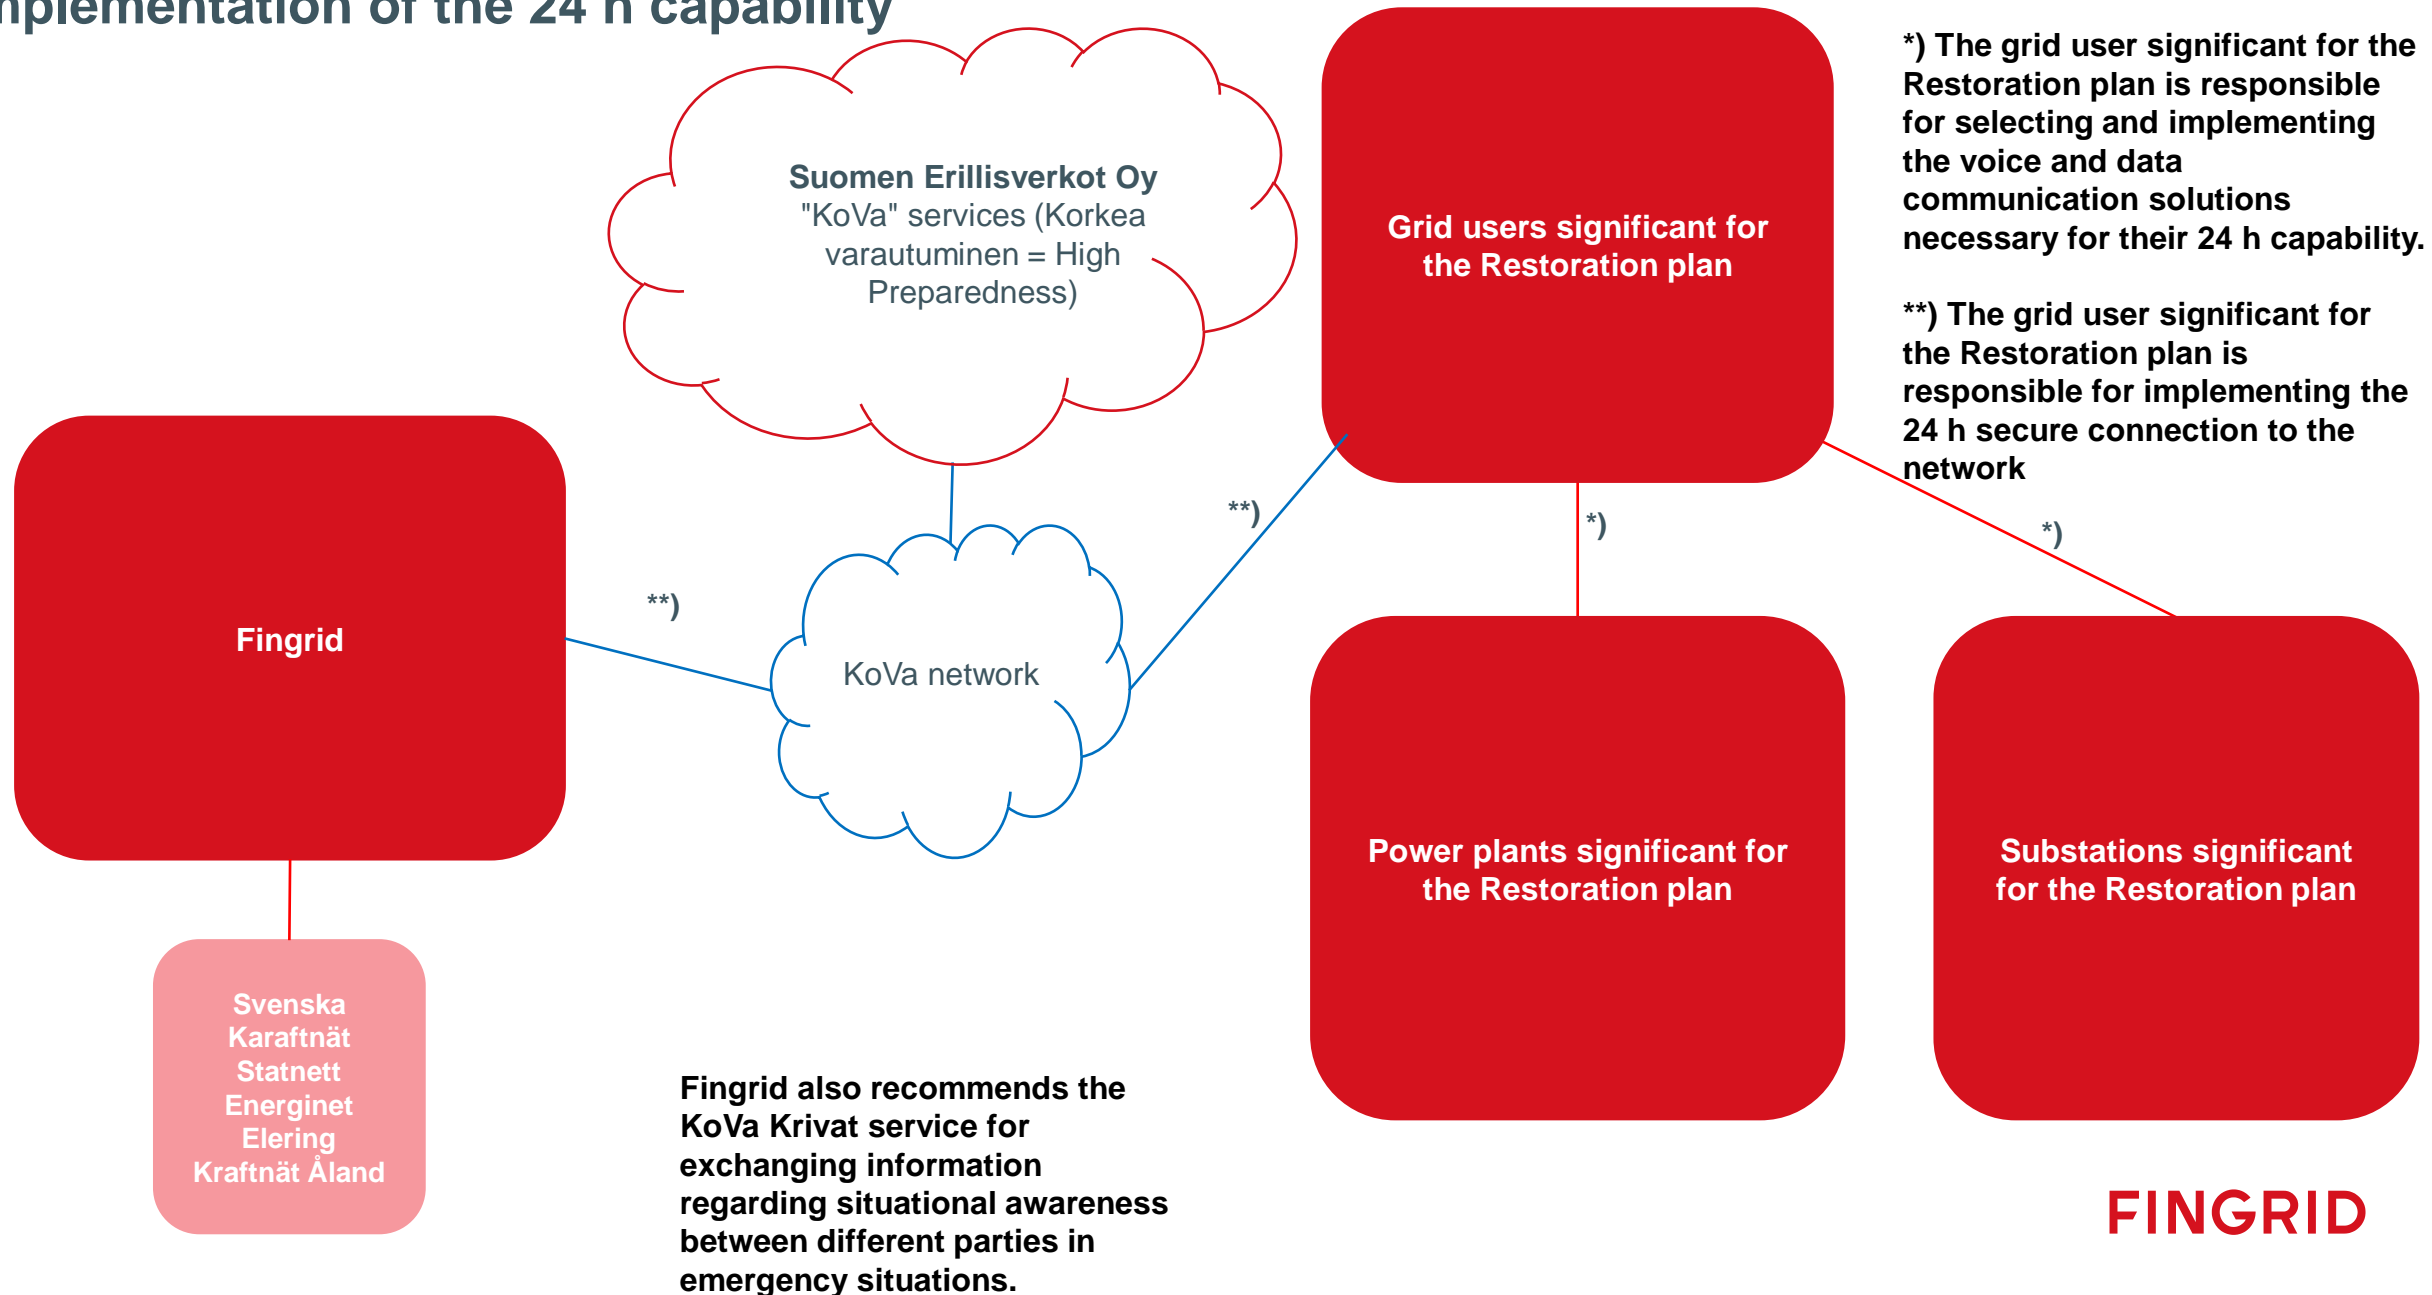 mplementation of the 24 h capability
Suomen Erillisverkot Oy
"KoVa" services (Korkea
varautuminen = High
Preparedness)
Grid users significant for
the Restoration plan
*) The grid user significant for the
Restoration plan is responsible
for selecting and implementing
the voice and data
communication solutions
necessary for their 24 h capability.
**) The grid user significant for
the Restoration plan is
responsible for implementing the
24 h secure connection to the
network
**)
*)
*)
**)
Fingrid
KoVa network
Power plants significant for
the Restoration plan
Substations significant
for the Restoration plan
Svenska
Karaftnät
Statnett
Energinet
Elering
Kraftnät Åland
Fingrid also recommends the
KoVa Krivat service for
exchanging information
regarding situational awareness
between different parties in
emergency situations.
FINGRID